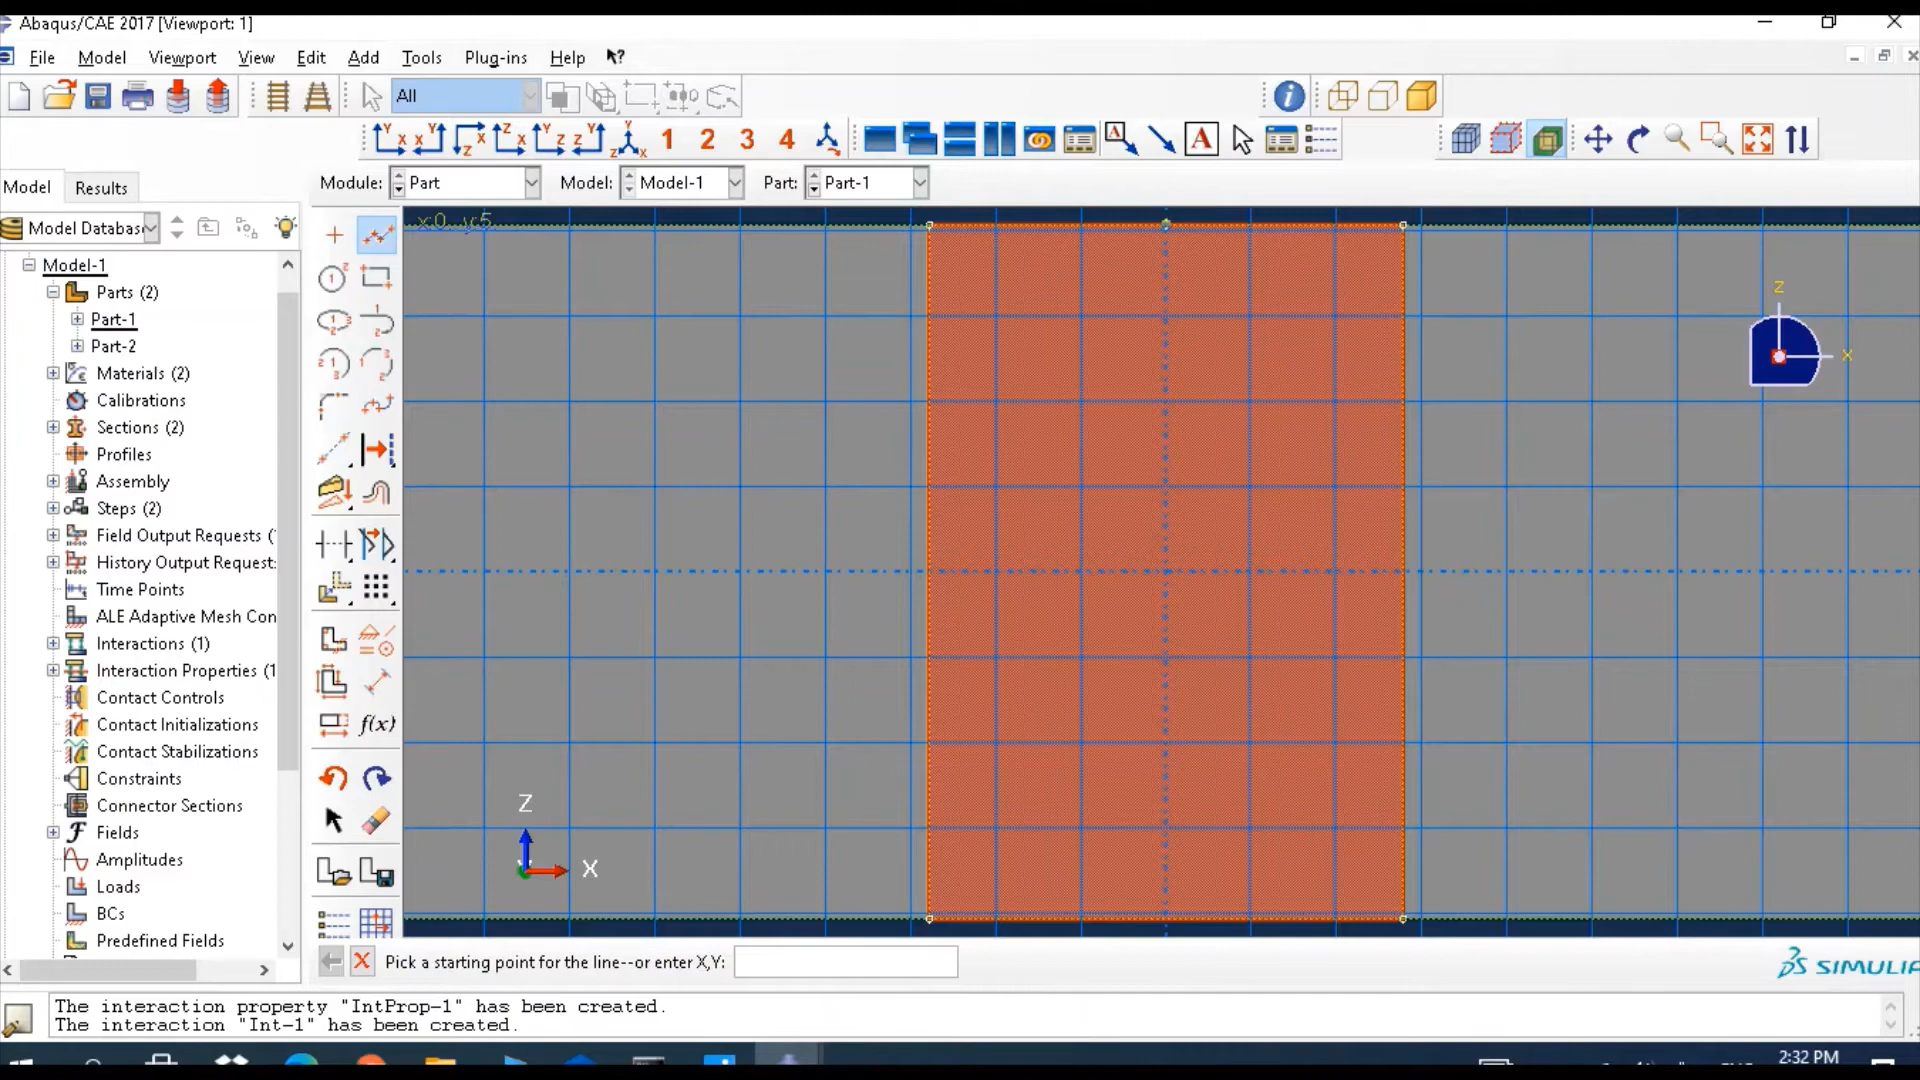 Abaqus/CAE 2017 [Viewport: 1]
File Model Viewport View Edit Add Tools Plug-ins Help
All
1 2 3 4
A A
Module: Part Model: Model-1 Part: Part-1
Model Results
Model Databas
x:0. y:5.
Model-1
Parts (2)
Part-1
Part-2
Materials (2)
Calibrations
Sections (2)
Profiles
Assembly
Steps (2)
Field Output Requests (
History Output Request:
Time Points
ALE Adaptive Mesh Con
Interactions (1)
Interaction Properties (1
Contact Controls
Contact Initializations
Contact Stabilizations
Constraints
Connector Sections
Fields
Amplitudes
Loads
BCs
Predefined Fields
f(x)
Z
X
Z
X
Pick a starting point for the line--or enter X,Y:
SIMULIA
The interaction property "IntProp-1" has been created.
The interaction "Int-1" has been created.
2:32 PM